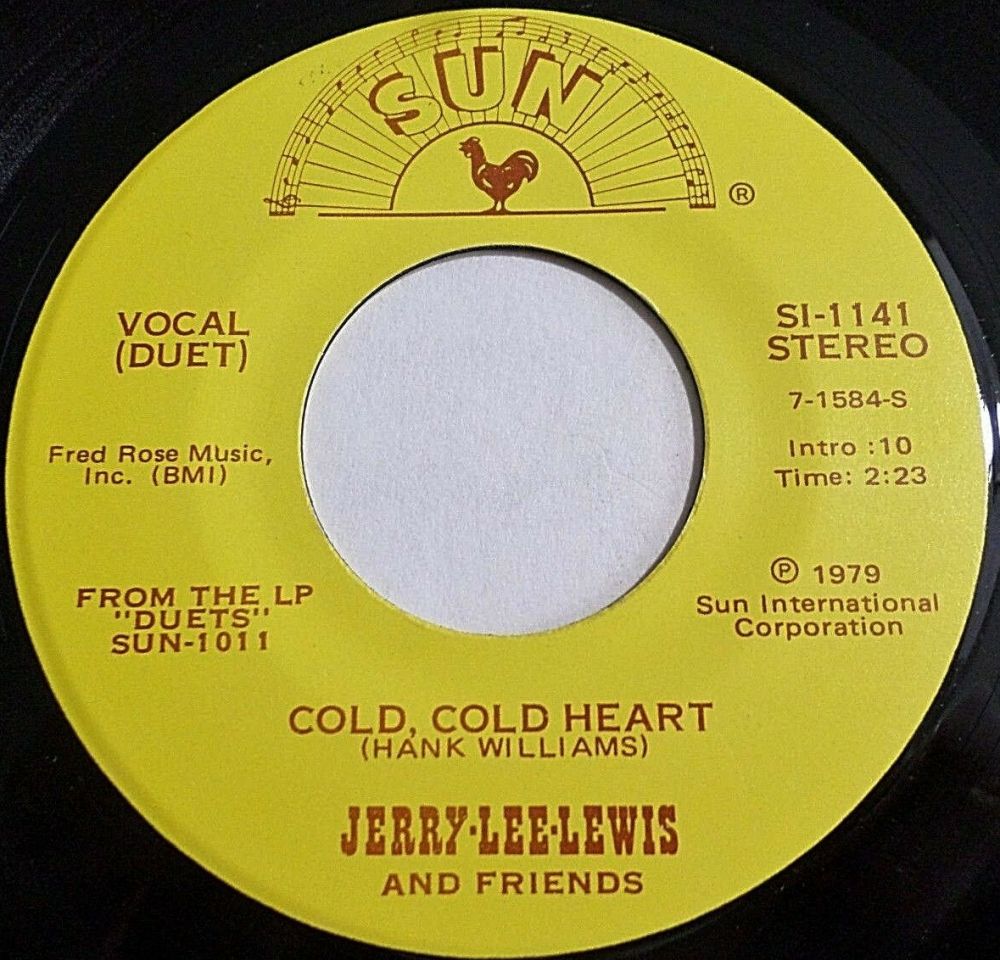 SUN
®
VOCAL
(DUET)
SI-1141
STEREO
7-1584-S
Fred Rose Music,
Inc. (BMI)
Intro :10
Time: 2:23
℗ 1979
Sun International
Corporation
FROM THE LP
"DUETS"
SUN-1011
COLD, COLD HEART
(HANK WILLIAMS)
JERRY·LEE·LEWIS
AND FRIENDS